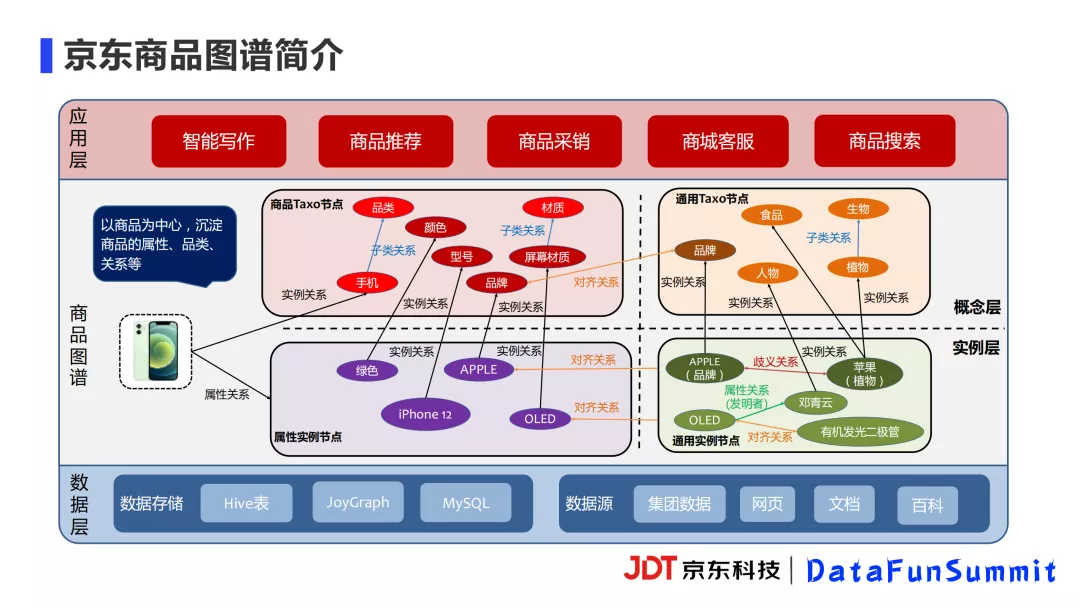 京东商品图谱简介
应用层
智能写作
商品推荐
商品采销
商城客服
商品搜索
商品图谱
以商品为中心，沉淀
商品的属性、品类、
关系等
商品Taxo节点
品类
颜色
材质
子类关系
子类关系
型号
屏幕材质
手机
品牌
实例关系
实例关系
实例关系
对齐关系
通用Taxo节点
食品
生物
品牌
子类关系
人物
植物
实例关系
实例关系
实例关系
概念层
实例层
属性关系
实例关系
实例关系
绿色
APPLE
iPhone 12
OLED
属性实例节点
对齐关系
对齐关系
APPLE
（品牌）
歧义关系
实例关系
苹果
（植物）
属性关系
(发明者)
邓青云
OLED
对齐关系
有机发光二极管
通用实例节点
数据层
数据存储
Hive表
JoyGraph
MySQL
数据源
集团数据
网页
文档
百科
JDT 京东科技 | DataFunSummit